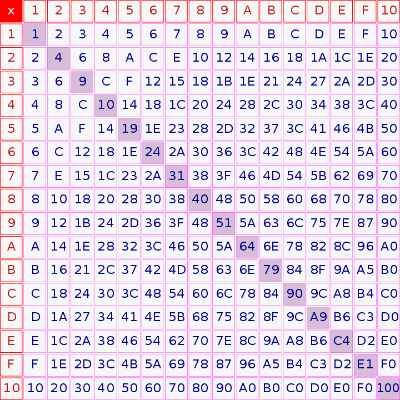 x 1 2 3 4 5 6 7 8 9 A B C D E F 10
1 1 2 3 4 5 6 7 8 9 A B C D E F 10
2 2 4 6 8 A C E 10 12 14 16 18 1A 1C 1E 20
3 3 6 9 C F 12 15 18 1B 1E 21 24 27 2A 2D 30
4 4 8 C 10 14 18 1C 20 24 28 2C 30 34 38 3C 40
5 5 A F 14 19 1E 23 28 2D 32 37 3C 41 46 4B 50
6 6 C 12 18 1E 24 2A 30 36 3C 42 48 4E 54 5A 60
7 7 E 15 1C 23 2A 31 38 3F 46 4D 54 5B 62 69 70
8 8 10 18 20 28 30 38 40 48 50 58 60 68 70 78 80
9 9 12 1B 24 2D 36 3F 48 51 5A 63 6C 75 7E 87 90
A A 14 1E 28 32 3C 46 50 5A 64 6E 78 82 8C 96 A0
B B 16 21 2C 37 42 4D 58 63 6E 79 84 8F 9A A5 B0
C C 18 24 30 3C 48 54 60 6C 78 84 90 9C A8 B4 C0
D D 1A 27 34 41 4E 5B 68 75 82 8F 9C A9 B6 C3 D0
E E 1C 2A 38 46 54 62 70 7E 8C 9A A8 B6 C4 D2 E0
F F 1E 2D 3C 4B 5A 69 78 87 96 A5 B4 C3 D2 E1 F0
10 10 20 30 40 50 60 70 80 90 A0 B0 C0 D0 E0 F0 100